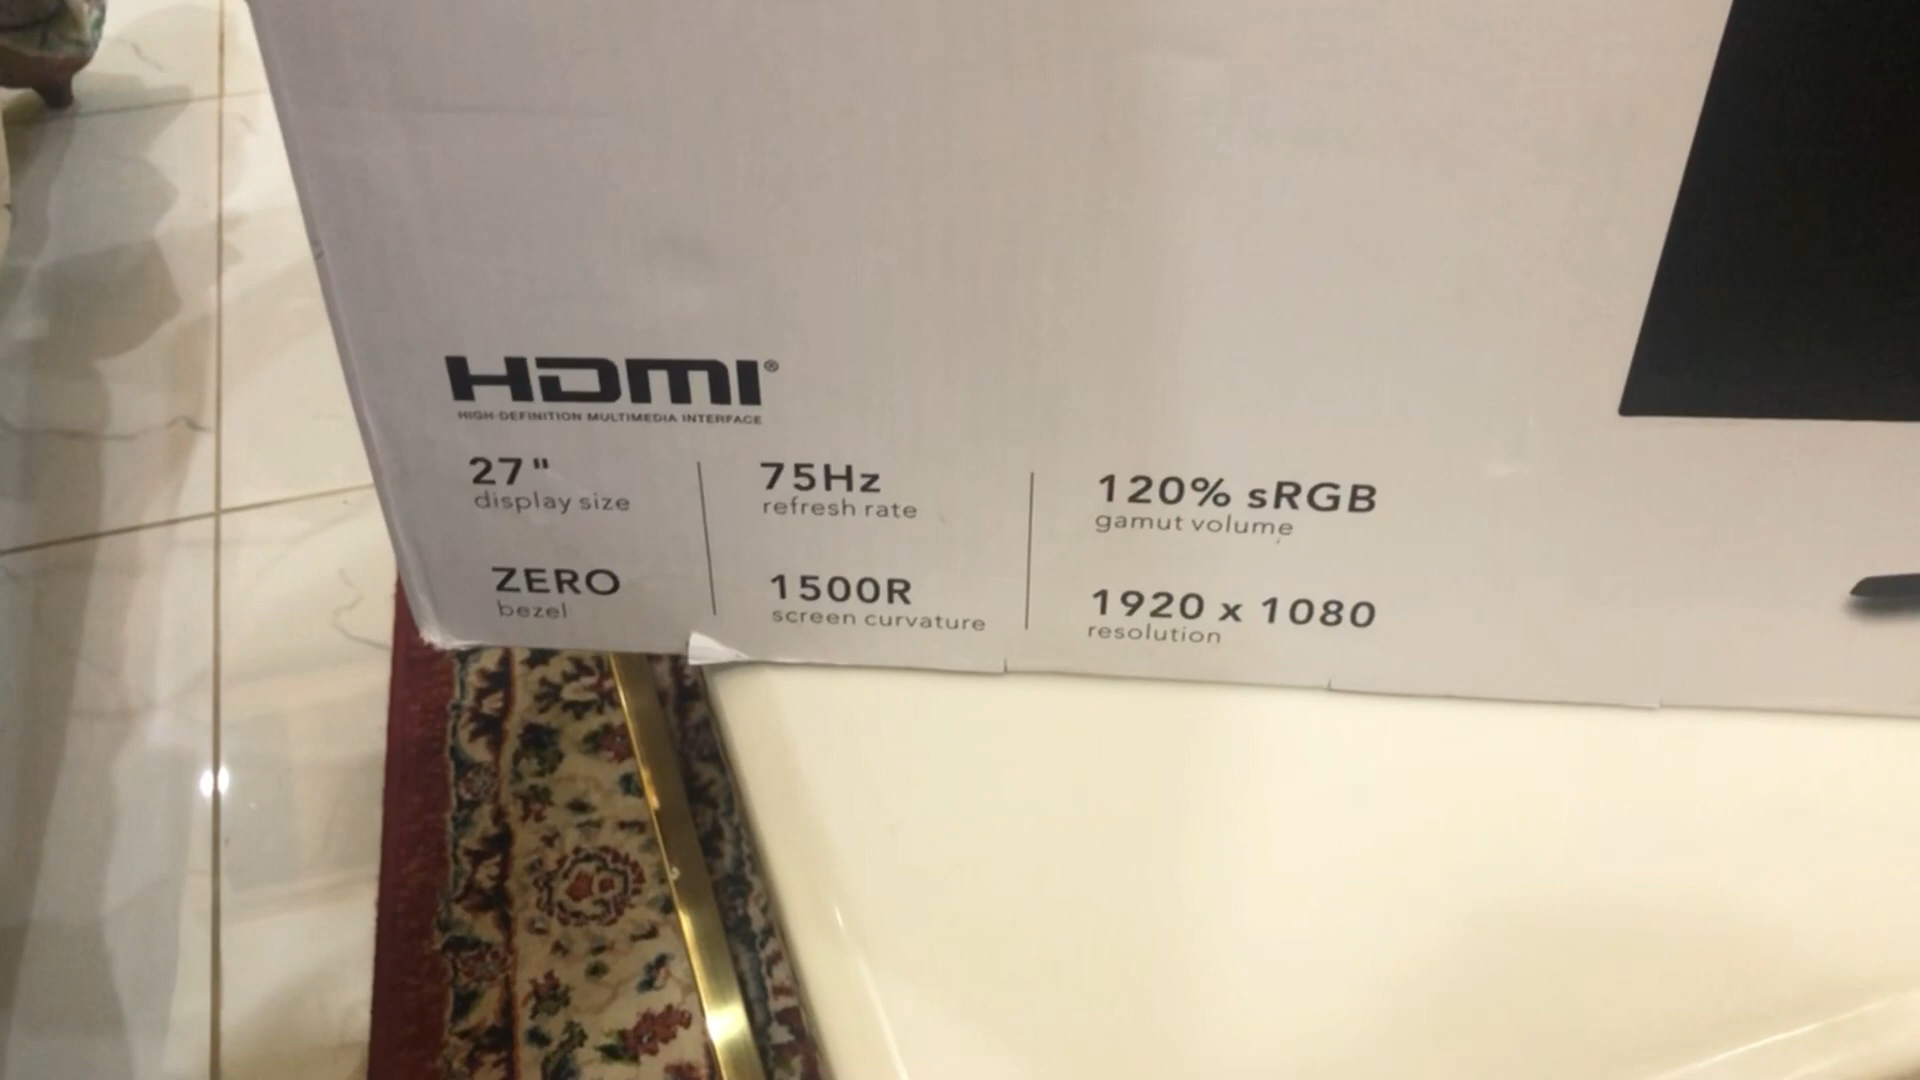 HDMI®
HIGH-DEFINITION MULTIMEDIA INTERFACE
27"
display size
75Hz
refresh rate
120% sRGB
gamut volume
ZERO
bezel
1500R
screen curvature
1920 x 1080
resolution